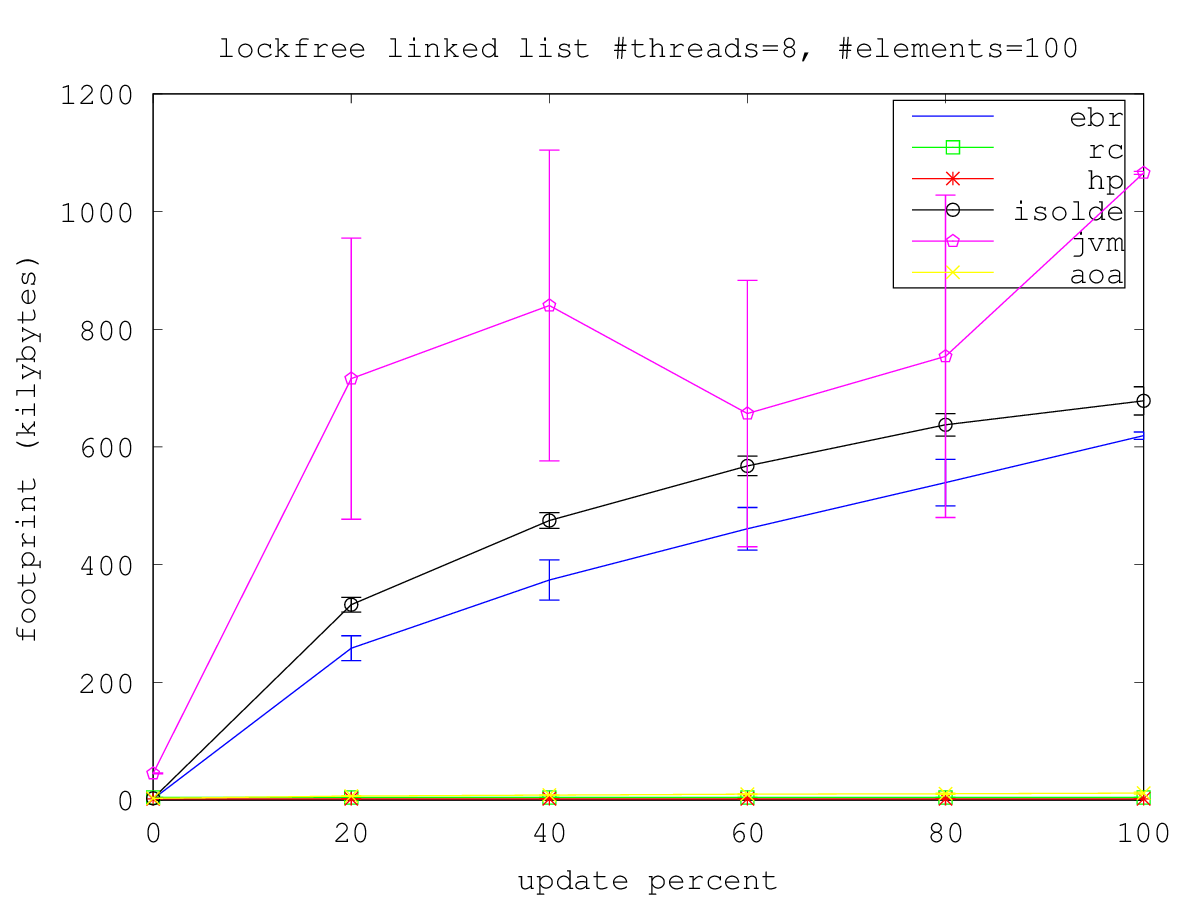 lockfree linked list #threads=8, #elements=100
1200
1000
800
600
400
200
0
footprint (kilybytes)
ebr
rc
hp
isolde
jvm
aoa
0 20 40 60 80 100
update percent